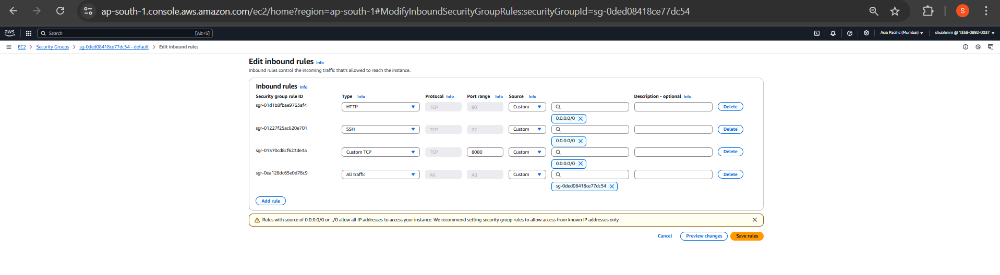 ap-south-1.console.aws.amazon.com/ec2/home?region=ap-south-1#ModifyInboundSecurityGroupRules:securityGroupId=sg-0ded08418ce77dc54
S
aws Search [Alt+S] Asia Pacific (Mumbai) shubhnim @ 1358-0892-0037
EC2 > Security Groups > sg-0ded08418ce77dc54 - default > Edit inbound rules
Edit inbound rules Info
Inbound rules control the incoming traffic that's allowed to reach the instance.
Inbound rules Info
Security group rule ID Type Info Protocol Info Port range Info Source Info Description - optional Info
sgr-01d1b8fbae9763af4 HTTP TCP 80 Custom Delete
0.0.0.0/0
sgr-01227f25ac620e701 SSH TCP 22 Custom Delete
0.0.0.0/0
sgr-01570cd8cf623de3a Custom TCP TCP 8080 Custom Delete
0.0.0.0/0
sgr-0ea128dc65e0d78c9 All traffic All All Custom Delete
sg-0ded08418ce77dc54
Add rule
Rules with source of 0.0.0.0/0 or ::/0 allow all IP addresses to access your instance. We recommend setting security group rules to allow access from known IP addresses only.
Cancel Preview changes Save rules